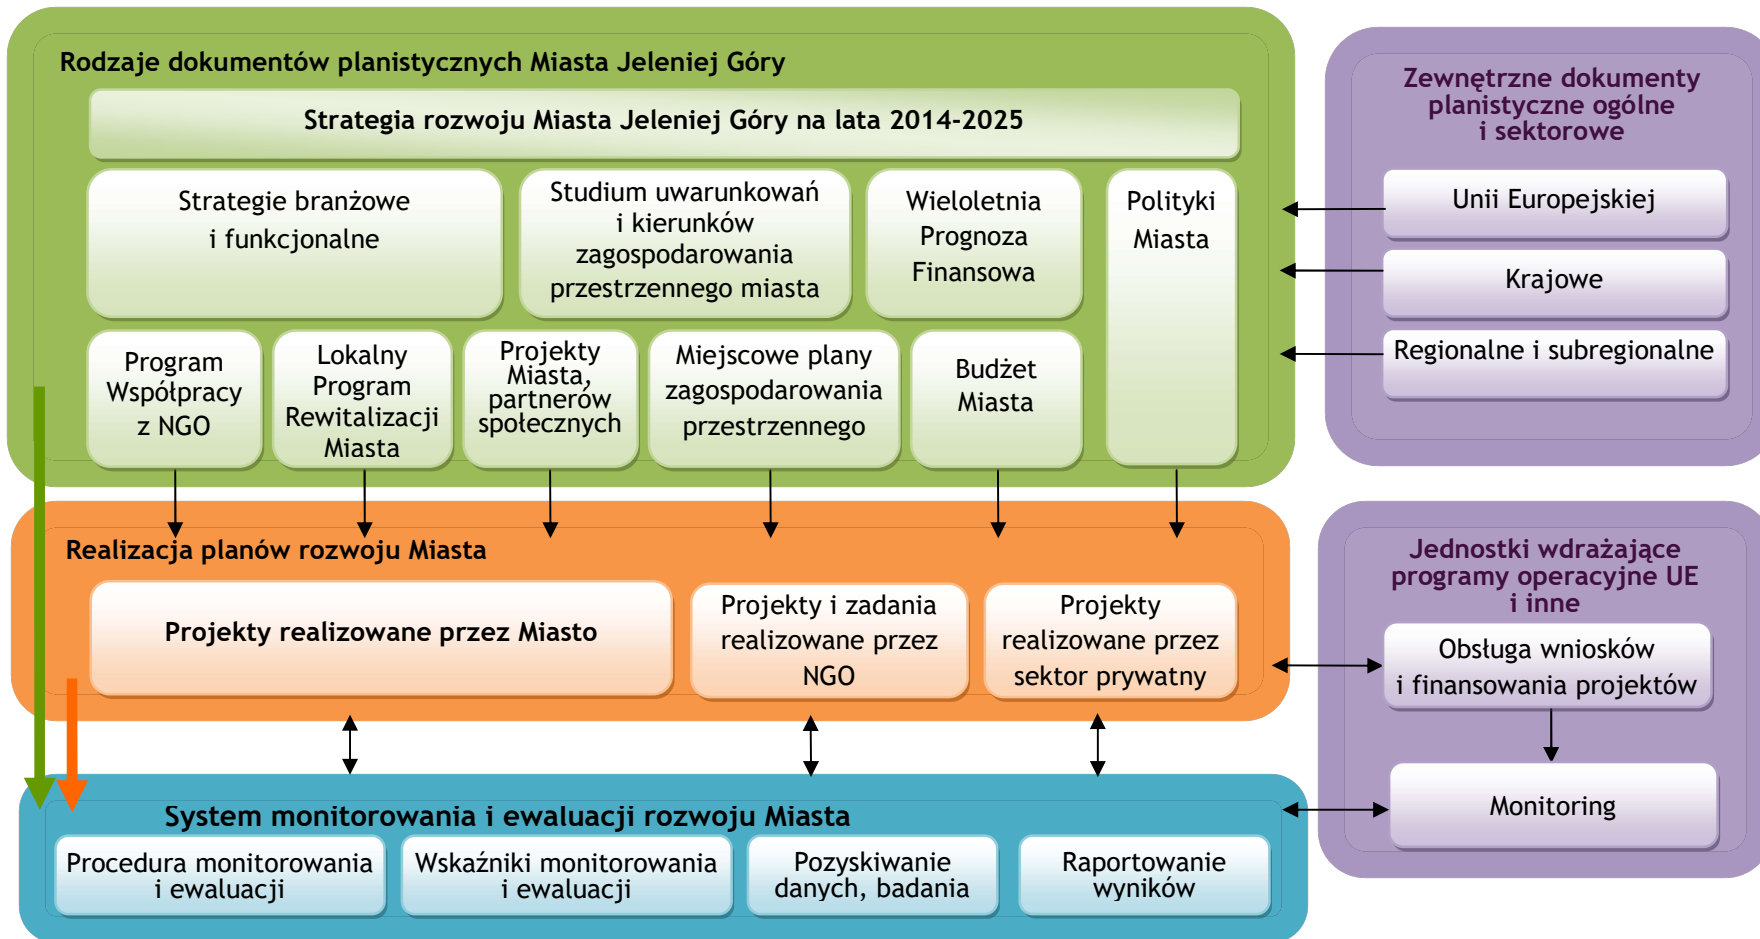 Rodzaje dokumentów planistycznych Miasta Jeleniej Góry
Strategia rozwoju Miasta Jeleniej Góry na lata 2014-2025
Strategie branżowe
i funkcjonalne
Studium uwarunkowań
i kierunków
zagospodarowania
przestrzennego miasta
Wieloletnia
Prognoza
Finansowa
Polityki
Miasta
Program
Współpracy
z NGO
Lokalny
Program
Rewitalizacji
Miasta
Projekty
Miasta,
partnerów
społecznych
Miejscowe plany
zagospodarowania
przestrzennego
Budżet
Miasta
Zewnętrzne dokumenty
planistyczne ogólne
i sektorowe
Unii Europejskiej
Krajowe
Regionalne i subregionalne
Realizacja planów rozwoju Miasta
Projekty realizowane przez Miasto
Projekty i zadania
realizowane przez
NGO
Projekty
realizowane przez
sektor prywatny
Jednostki wdrażające
programy operacyjne UE
i inne
Obsługa wniosków
i finansowania projektów
Monitoring
System monitorowania i ewaluacji rozwoju Miasta
Procedura monitorowania
i ewaluacji
Wskaźniki monitorowania
i ewaluacji
Pozyskiwanie
danych, badania
Raportowanie
wyników